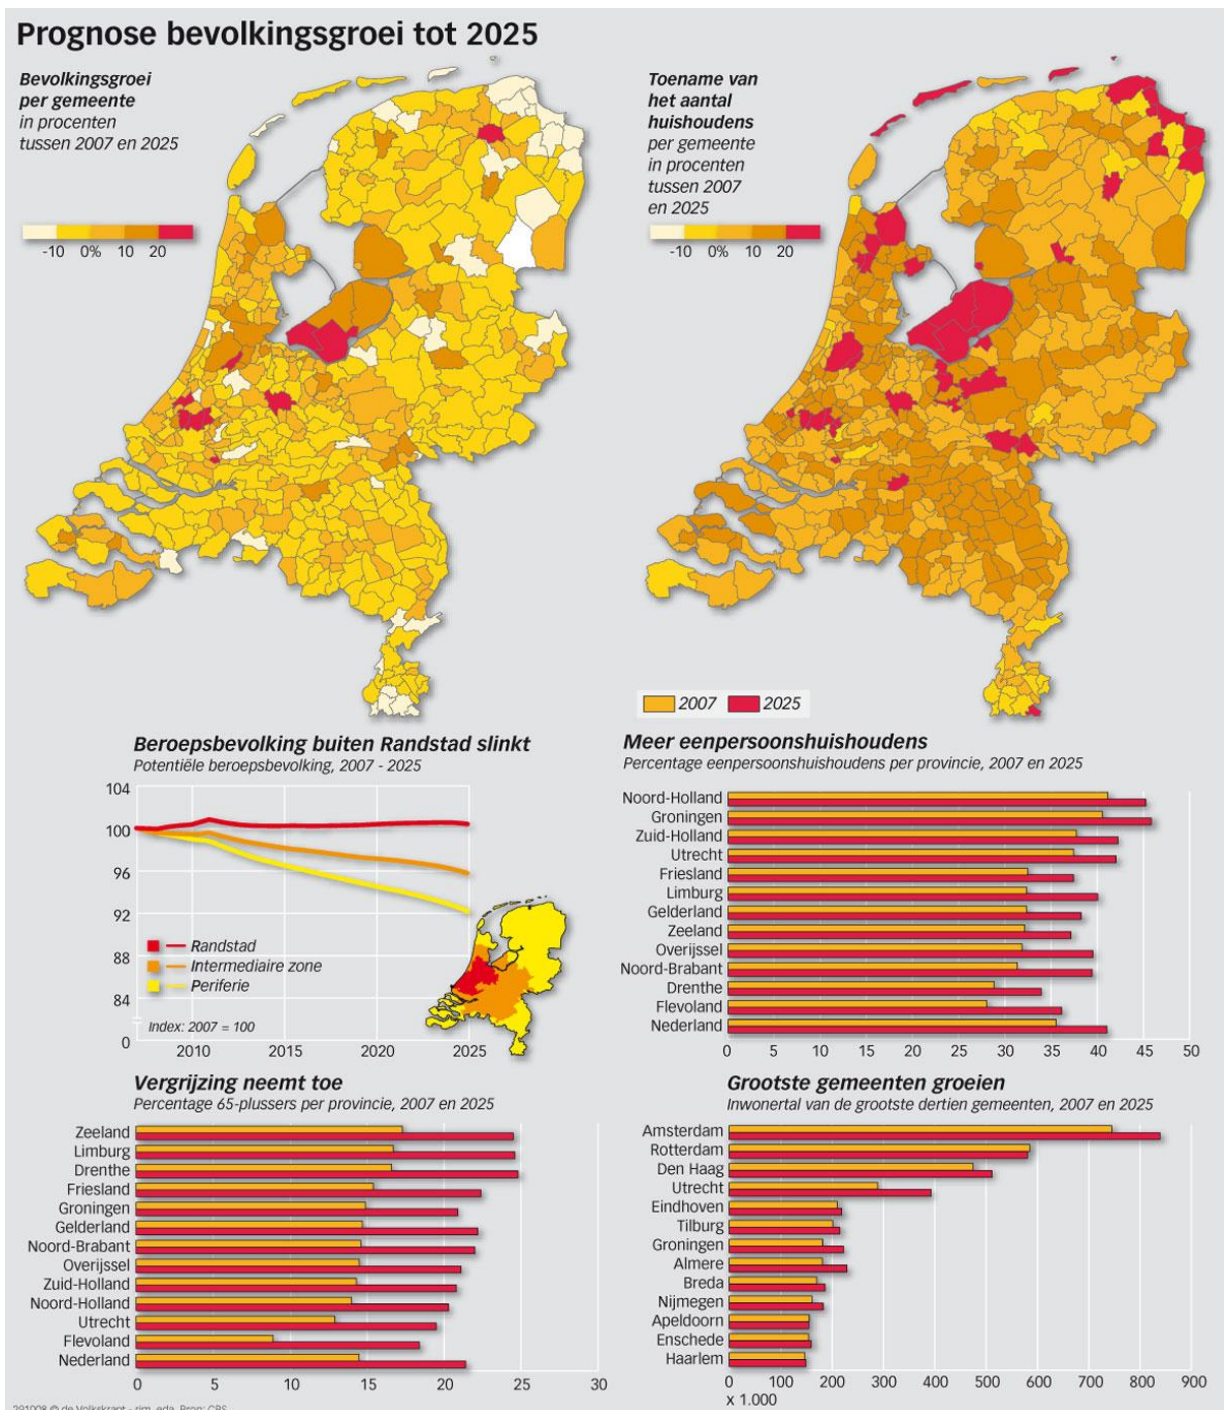 Prognose bevolkingsgroei tot 2025
Bevolkingsgroei
per gemeente
in procenten
tussen 2007 en 2025
-10 0% 10 20
Toename van
het aantal
huishoudens
per gemeente
in procenten
tussen 2007
en 2025
-10 0% 10 20
2007 2025
Beroepsbevolking buiten Randstad slinkt
Potentiële beroepsbevolking, 2007 - 2025
104
100
96
92
88
84
0
Randstad
Intermediaire zone
Periferie
Index: 2007 = 100
2010 2015 2020 2025
Meer eenpersoonshuishoudens
Percentage eenpersoonshuishoudens per provincie, 2007 en 2025
Noord-Holland
Groningen
Zuid-Holland
Utrecht
Friesland
Limburg
Gelderland
Zeeland
Overijssel
Noord-Brabant
Drenthe
Flevoland
Nederland
0 5 10 15 20 25 30 35 40 45 50
Vergrijzing neemt toe
Percentage 65-plussers per provincie, 2007 en 2025
Zeeland
Limburg
Drenthe
Friesland
Groningen
Gelderland
Noord-Brabant
Overijssel
Zuid-Holland
Noord-Holland
Utrecht
Flevoland
Nederland
0 5 10 15 20 25 30
Grootste gemeenten groeien
Inwonertal van de grootste dertien gemeenten, 2007 en 2025
Amsterdam
Rotterdam
Den Haag
Utrecht
Eindhoven
Tilburg
Groningen
Almere
Breda
Nijmegen
Apeldoorn
Enschede
Haarlem
0 100 200 300 400 500 600 700 800 900
x 1.000
291008 © de Volkskrant - sjm, eda. Bron: CBS